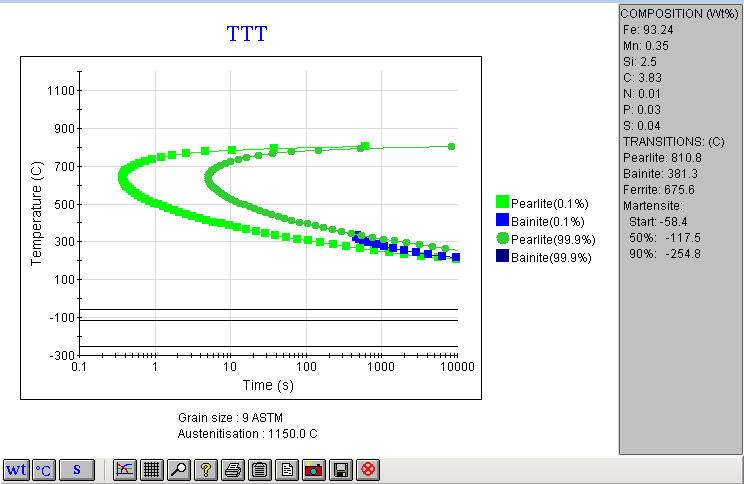 TTT
1100
900
700
500
300
100
-100
-300
Temperature (C)
0.1
1
10
100
1000
10000
Time (s)
Pearlite(0.1%)
Bainite(0.1%)
Pearlite(99.9%)
Bainite(99.9%)
Grain size : 9 ASTM
Austenitisation : 1150.0 C
COMPOSITION (Wt%)
Fe: 93.24
Mn: 0.35
Si: 2.5
C: 3.83
N: 0.01
P: 0.03
S: 0.04
TRANSITIONS: (C)
Pearlite: 810.8
Bainite: 381.3
Ferrite: 675.6
Martensite:
Start: -58.4
50%: -117.5
90%: -254.8
wt °C s ?